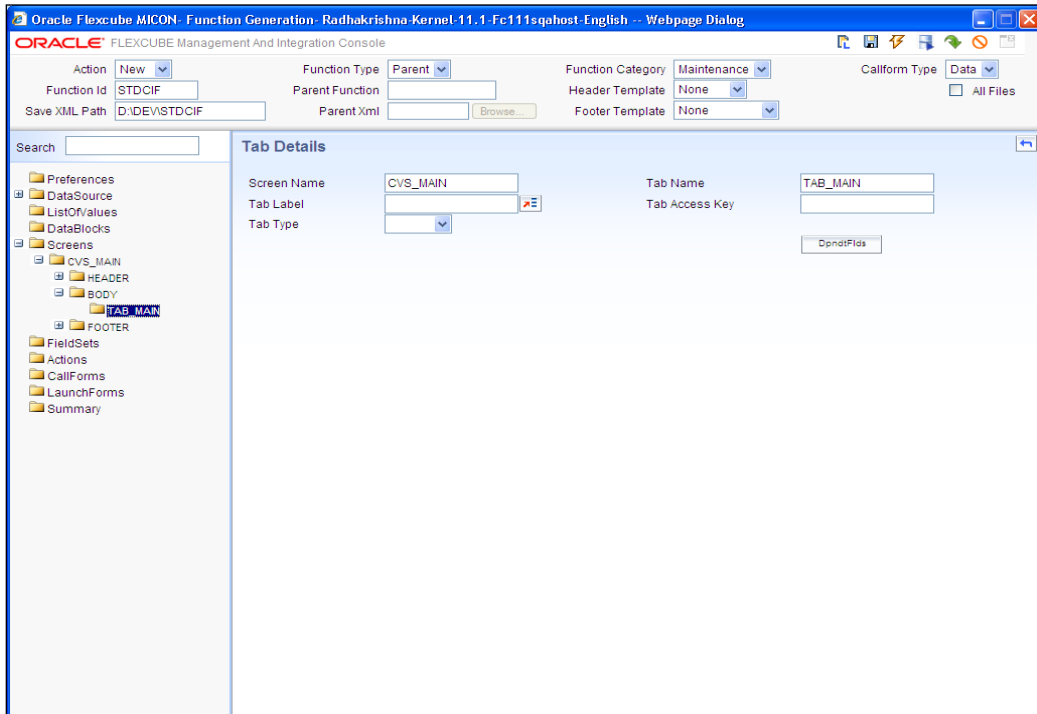 Oracle Flexcube MICON- Function Generation- Radhakrishna-Kernel-11.1-Fc111sqahost-English -- Webpage Dialog
ORACLE FLEXCUBE Management And Integration Console
Action New Function Type Parent Function Category Maintenance Callform Type Data
Function Id STDCIF Parent Function Header Template None All Files
Save XML Path D:\DEV\STDCIF Parent Xml Browse... Footer Template None
Search
Tab Details
Preferences
DataSource
ListOfValues
DataBlocks
Screens
CVS_MAIN
HEADER
BODY
TAB_MAIN
FOOTER
FieldSets
Actions
CallForms
LaunchForms
Summary
Screen Name CVS_MAIN Tab Name TAB_MAIN
Tab Label Tab Access Key
Tab Type
DpndtFlds